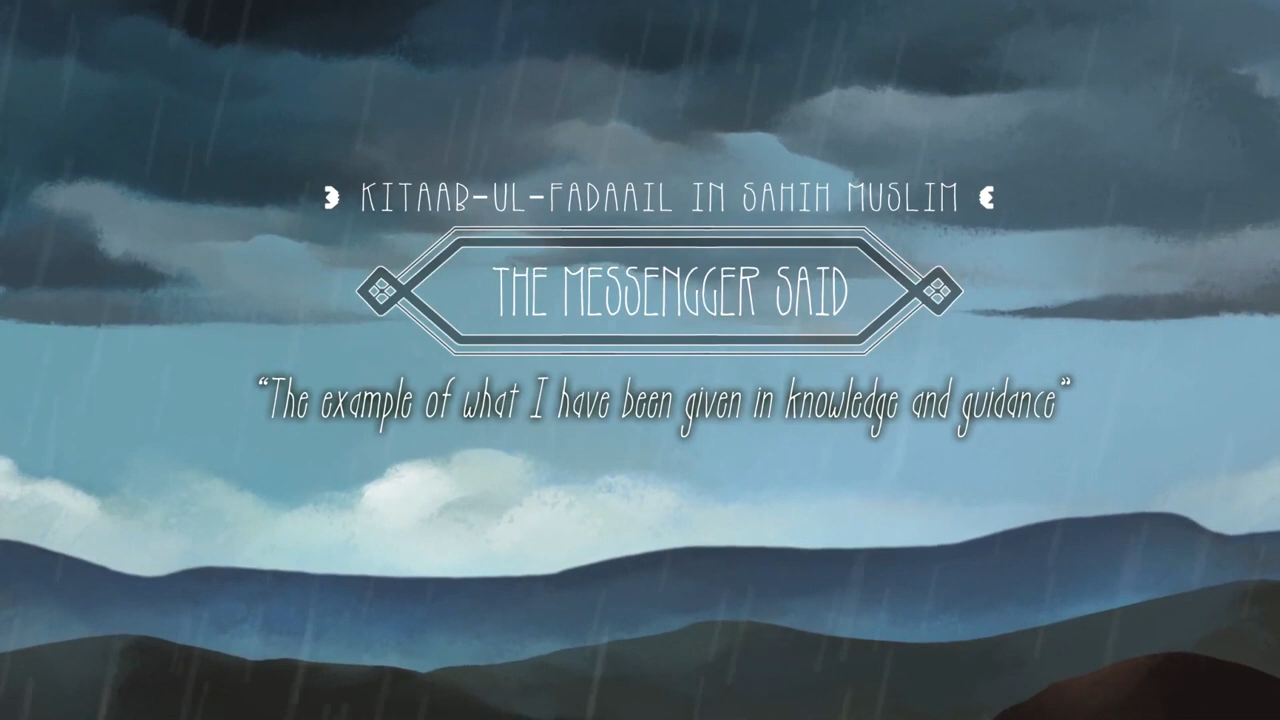 KITAAB-UL-FADAAIL IN SAHIH MUSLIM
THE MESSENGGER SAID
“The example of what I have been given in knowledge and guidance”